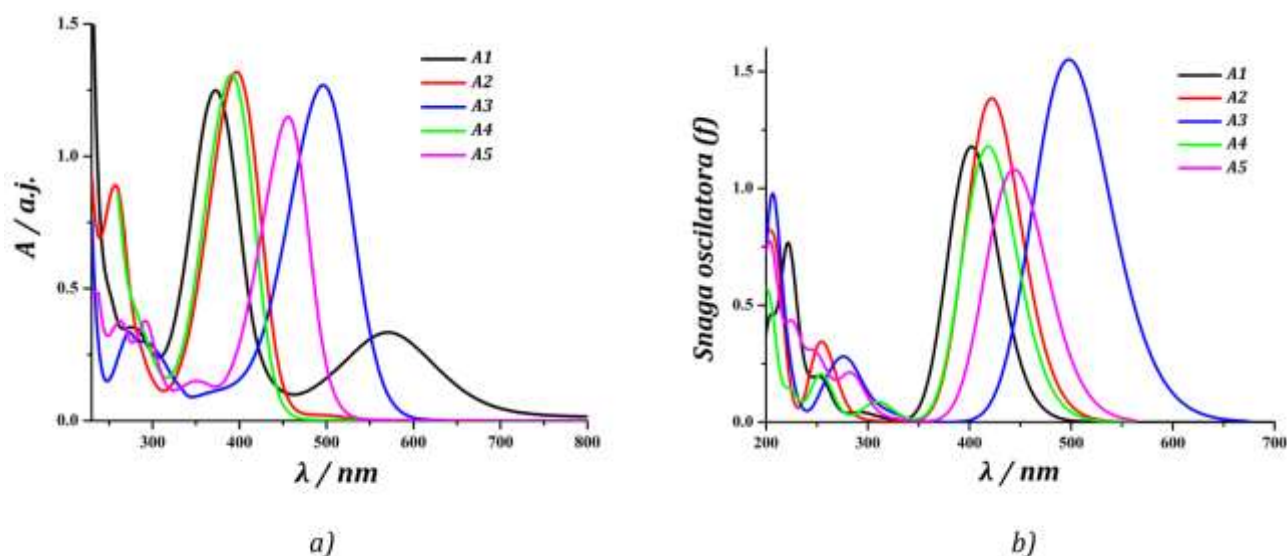 1.5
1.0
0.5
0.0
A / a.j.
300 400 500 600 700 800
λ / nm
A1
A2
A3
A4
A5
a)
1.5
1.0
0.5
0.0
Snaga oscilatora (f)
200 300 400 500 600 700
λ / nm
A1
A2
A3
A4
A5
b)